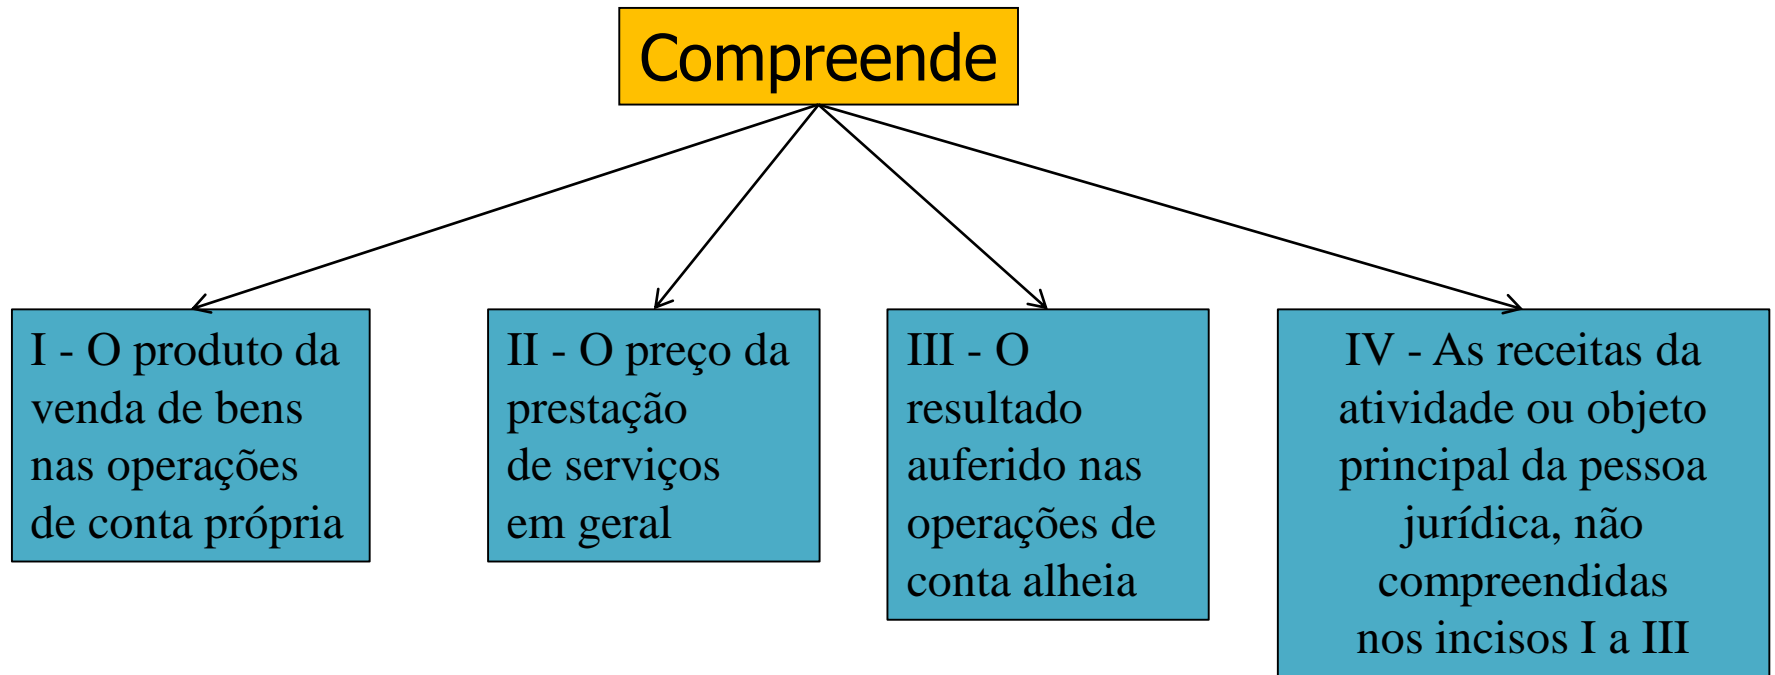 Compreende
I - O produto da
venda de bens
nas operações
de conta própria
II - O preço da
prestação
de serviços
em geral
III - O
resultado
auferido nas
operações de
conta alheia
IV - As receitas da
atividade ou objeto
principal da pessoa
jurídica, não
compreendidas
nos incisos I a III